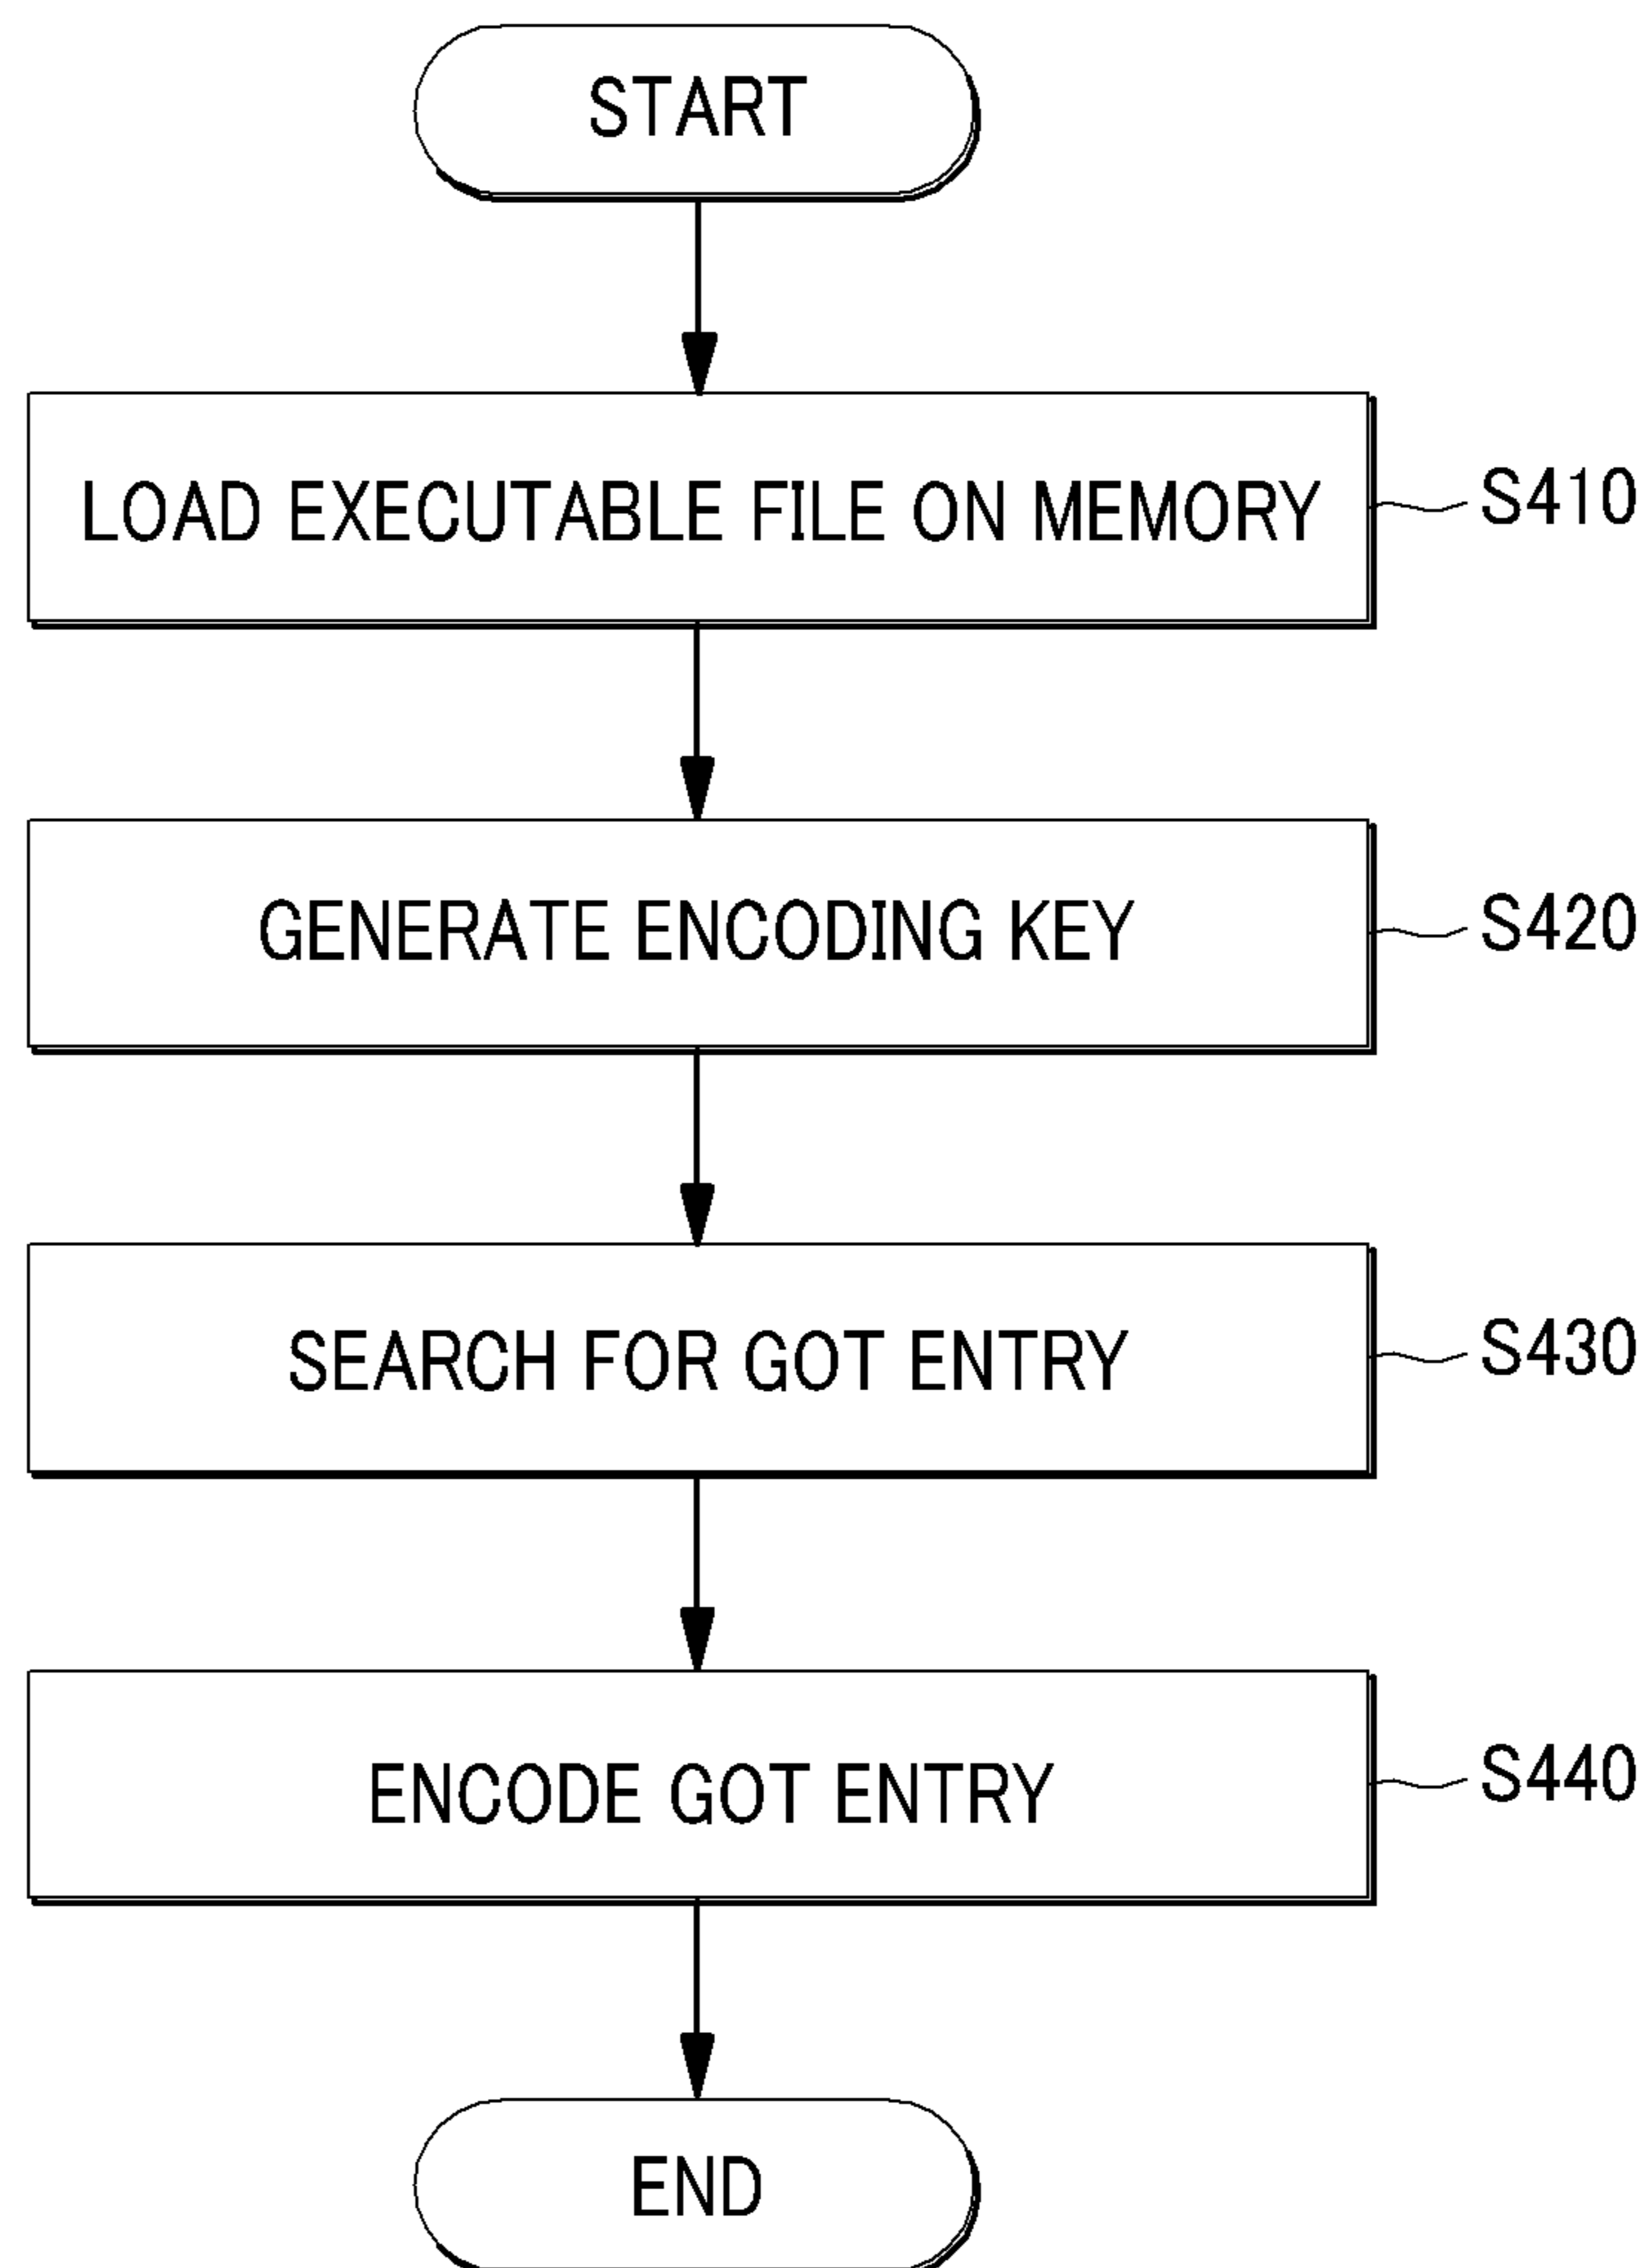 START
LOAD EXECUTABLE FILE ON MEMORY
S410
GENERATE ENCODING KEY
S420
SEARCH FOR GOT ENTRY
S430
ENCODE GOT ENTRY
S440
END